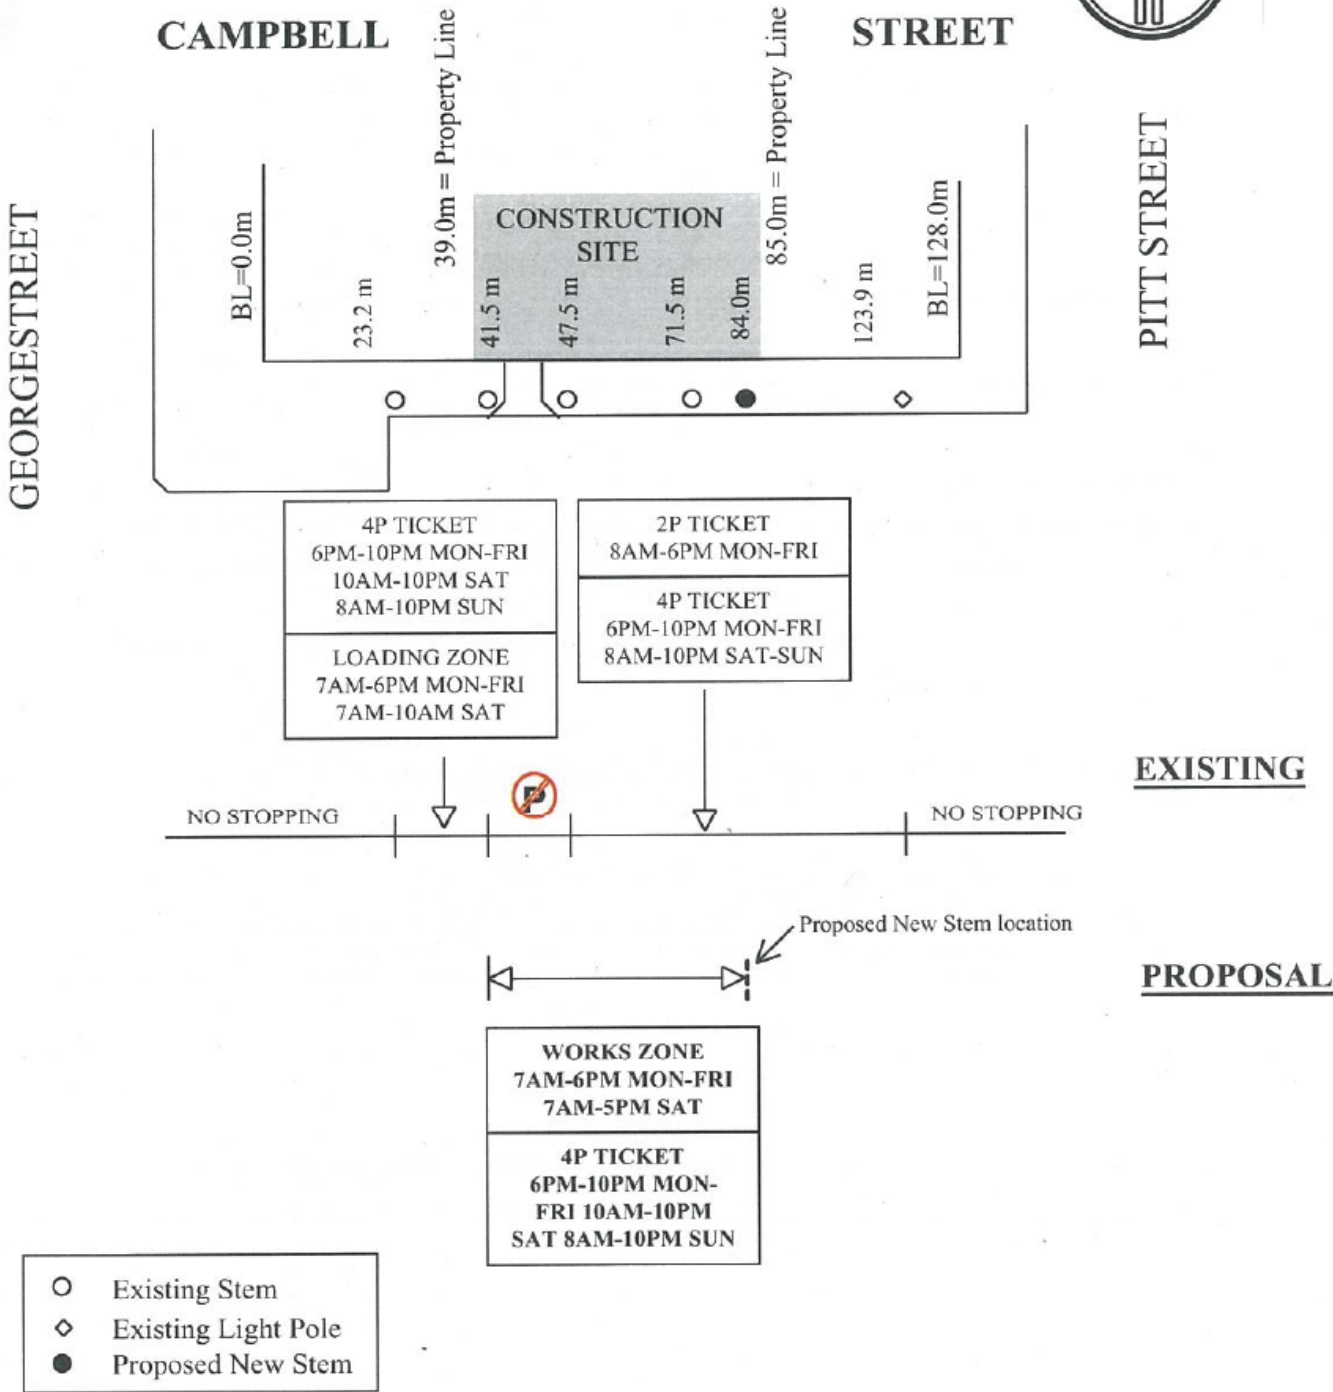 CAMPBELL STREET
GEORGESTREET
PITT STREET
BL=0.0m
23.2 m
39.0m = Property Line
CONSTRUCTION
SITE
41.5 m
47.5 m
71.5 m
84.0m
85.0m = Property Line
123.9 m
BL=128.0m
4P TICKET
6PM-10PM MON-FRI
10AM-10PM SAT
8AM-10PM SUN
LOADING ZONE
7AM-6PM MON-FRI
7AM-10AM SAT
2P TICKET
8AM-6PM MON-FRI
4P TICKET
6PM-10PM MON-FRI
8AM-10PM SAT-SUN
EXISTING
NO STOPPING
P
NO STOPPING
Proposed New Stem location
PROPOSAL
WORKS ZONE
7AM-6PM MON-FRI
7AM-5PM SAT
4P TICKET
6PM-10PM MON-
FRI 10AM-10PM
SAT 8AM-10PM SUN
Existing Stem
Existing Light Pole
Proposed New Stem